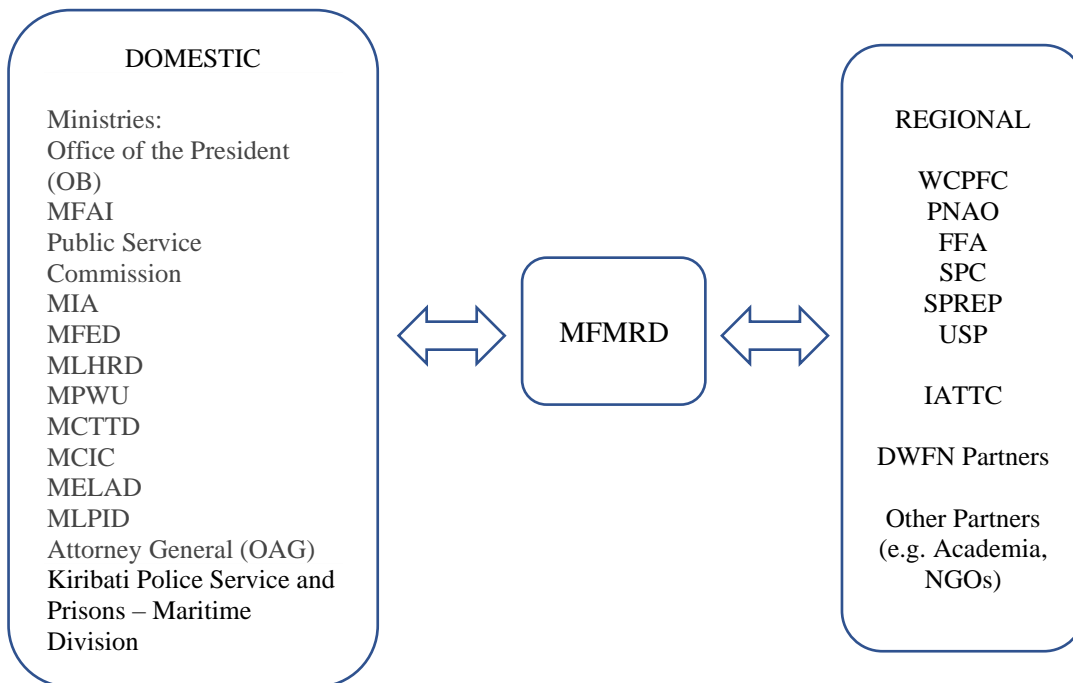 DOMESTIC
Ministries:
Office of the President
(OB)
MFAI
Public Service
Commission
MIA
MFED
MLHRD
MPWU
MCTTD
MCIC
MELAD
MLPID
Attorney General (OAG)
Kiribati Police Service and
Prisons – Maritime
Division
MFMRD
REGIONAL
WCPFC
PNAO
FFA
SPC
SPREP
USP
IATTC
DWFN Partners
Other Partners
(e.g. Academia,
NGOs)